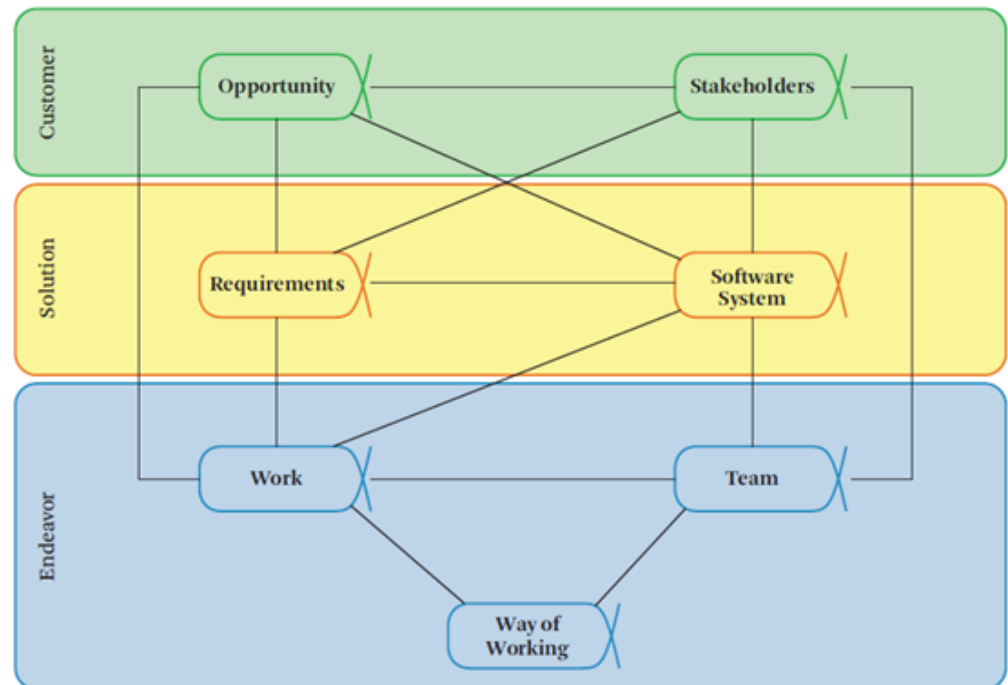 Customer
Opportunity
Stakeholders
Solution
Requirements
Software
System
Endeavor
Work
Team
Way of
Working